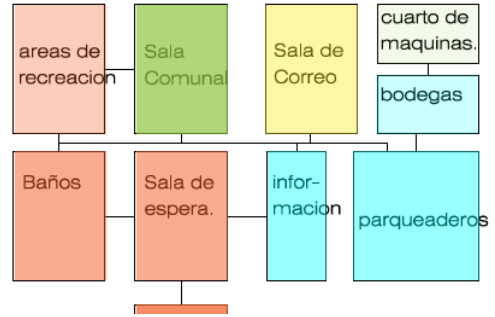 areas de
recreacion
Sala
Comunal
Sala de
Correo
cuarto de
maquinas.
bodegas
Baños
Sala de
espera.
infor-
macion
parqueaderos